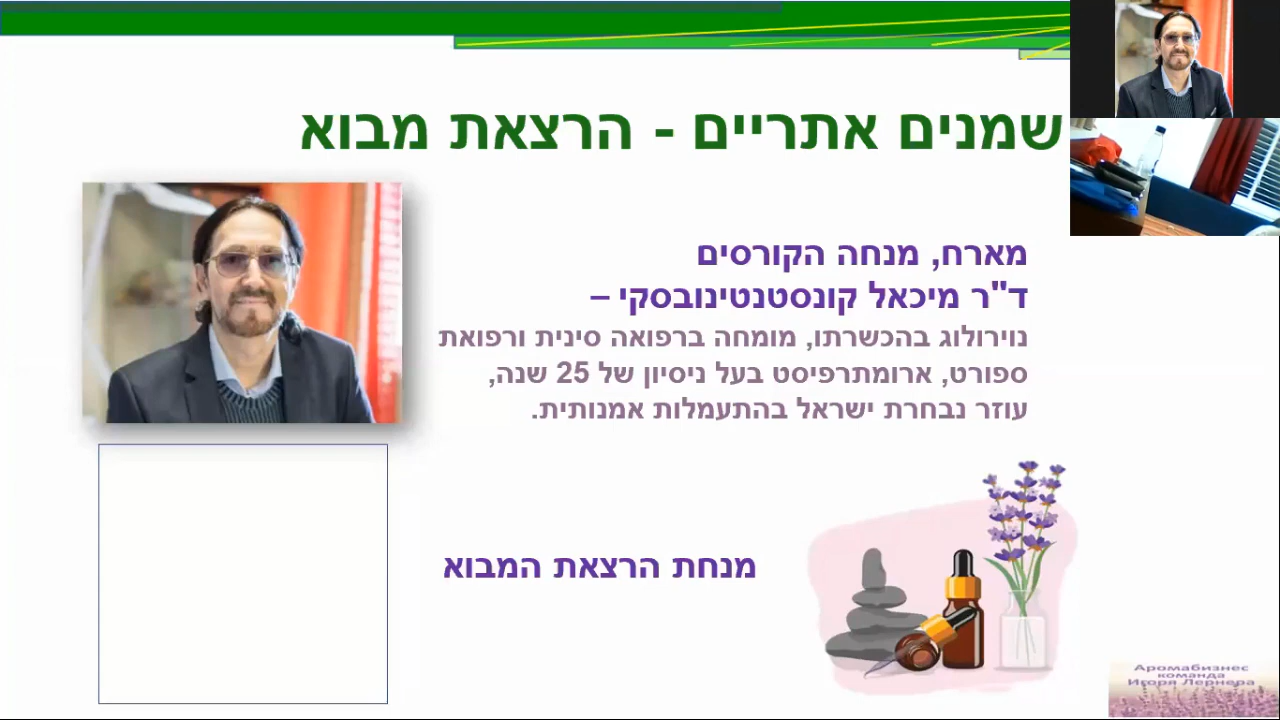 שמנים אתריים - הרצאת מבוא
מארח, מנחה הקורסים
ד"ר מיכאל קונסטנטינובסקי –
נוירולוג בהכשרתו, מומחה ברפואה סינית ורפואת
ספורט, ארומתרפיסט בעל ניסיון של 25 שנה,
עוזר נבחרת ישראל בהתעמלות אמנותית.
מנחת הרצאת המבוא
Аромабизнес
команда
Игоря Лернера